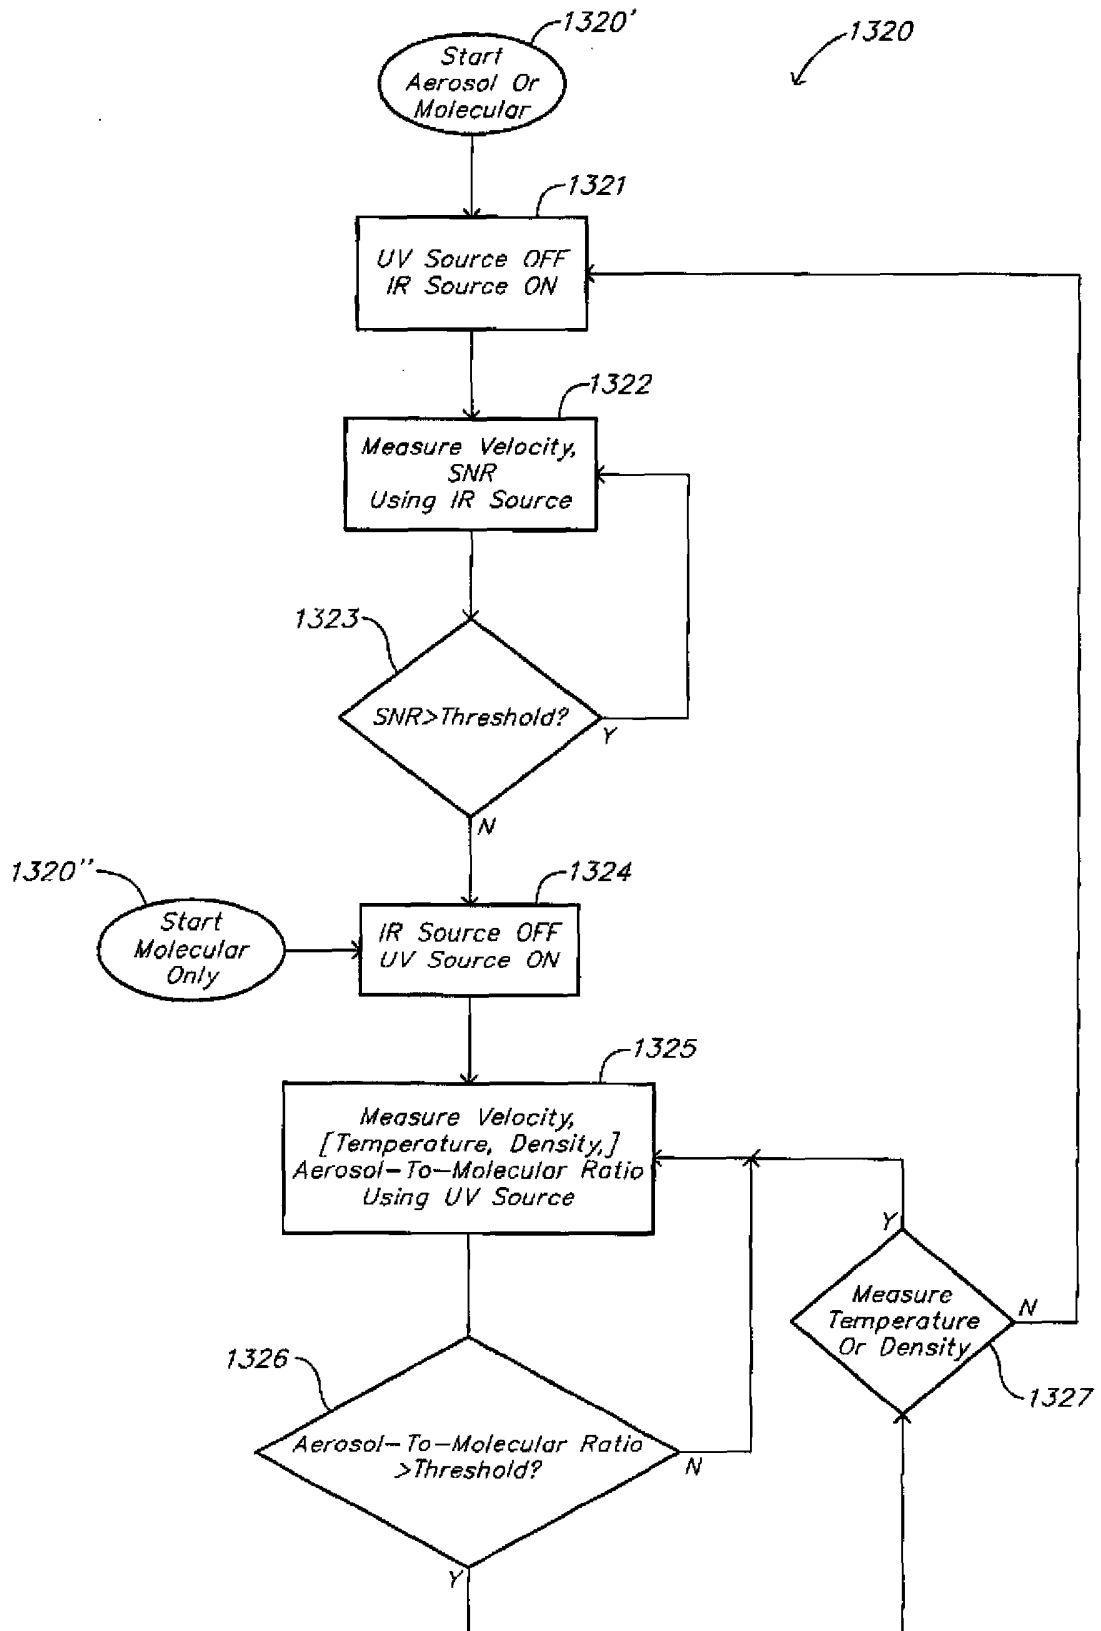 1320'
1320
Start
Aerosol Or
Molecular
1321
UV Source OFF
IR Source ON
1322
Measure Velocity,
SNR
Using IR Source
1323
SNR>Threshold?
Y
N
1320''
1324
Start
Molecular
Only
IR Source OFF
UV Source ON
1325
Measure Velocity,
[Temperature, Density,]
Aerosol-To-Molecular Ratio
Using UV Source
Y
Measure
Temperature
Or Density
N
1327
1326
Aerosol-To-Molecular Ratio
>Threshold?
N
Y